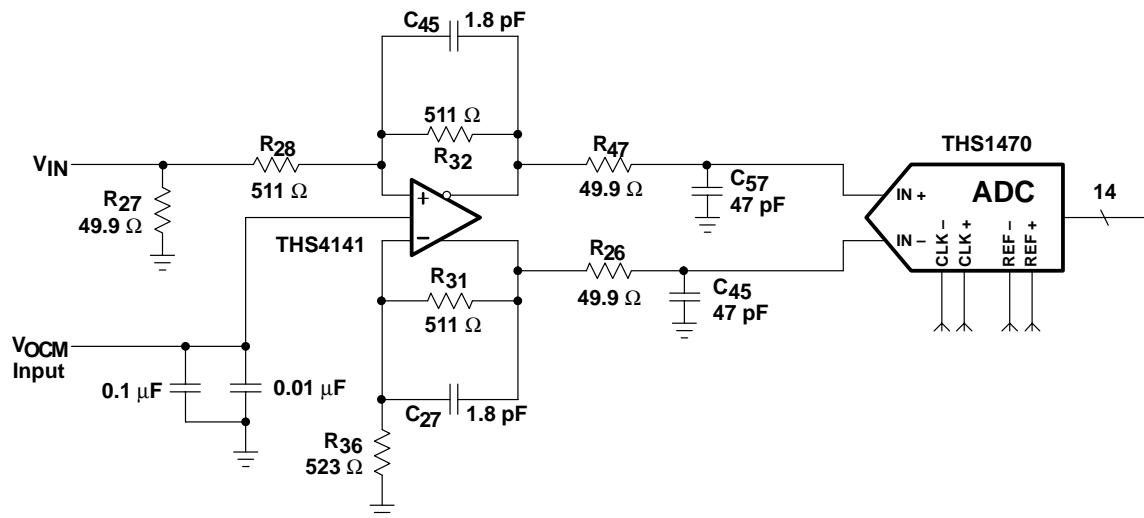 C45
1.8 pF
511 Ω
R32
VIN
R28
511 Ω
R27
49.9 Ω
R47
49.9 Ω
C57
47 pF
THS1470
ADC
IN +
IN −
CLK −
CLK +
REF −
REF +
14
+
−
THS4141
R31
511 Ω
R26
49.9 Ω
C45
47 pF
VOCM
Input
0.1 μF
0.01 μF
C27
1.8 pF
R36
523 Ω